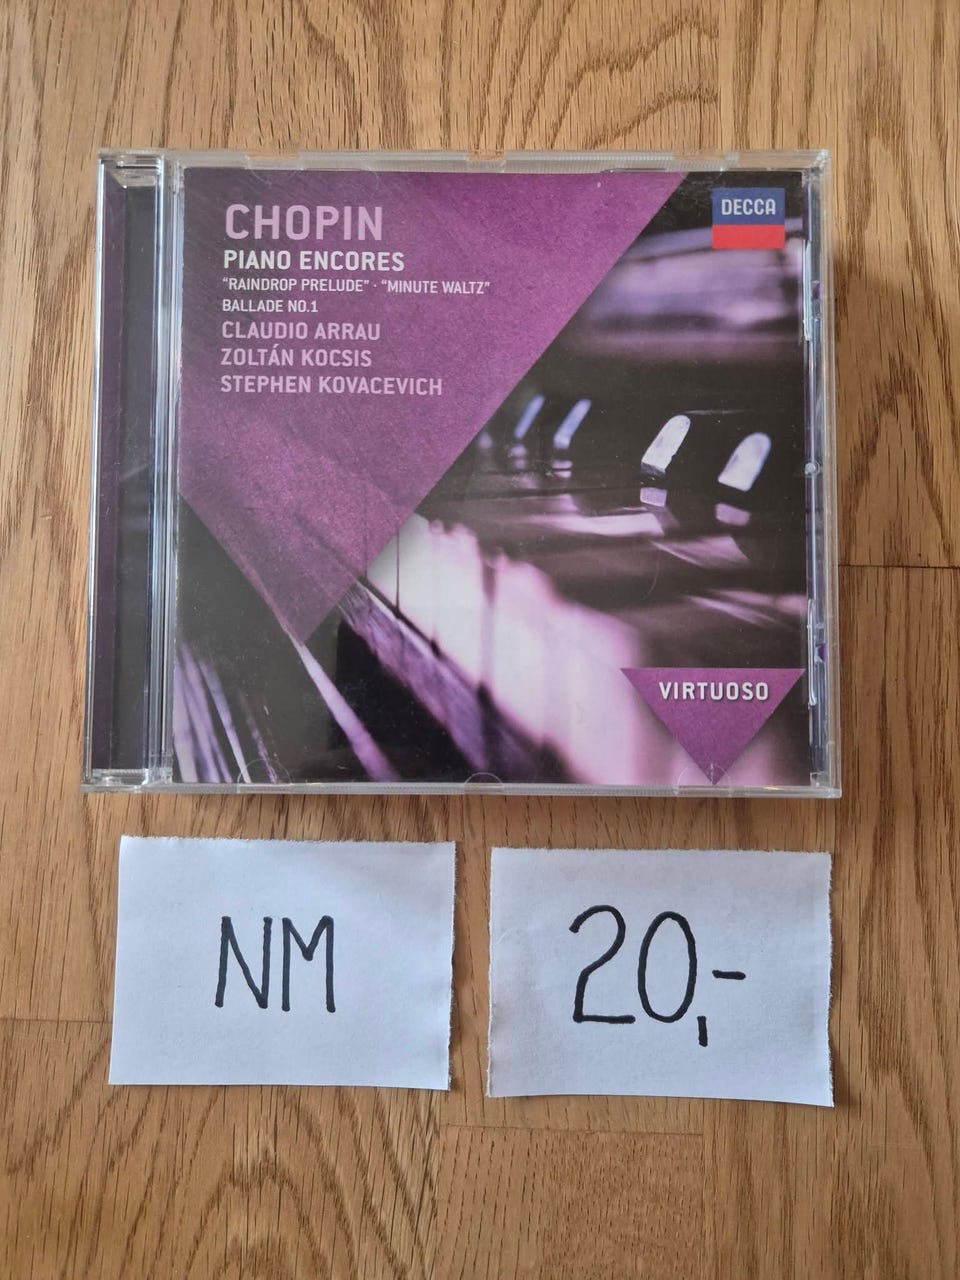 CHOPIN
PIANO ENCORES
"RAINDROP PRELUDE" · "MINUTE WALTZ"
BALLADE NO.1
CLAUDIO ARRAU
ZOLTÁN KOCSIS
STEPHEN KOVACEVICH
DECCA
VIRTUOSO
NM
20,-